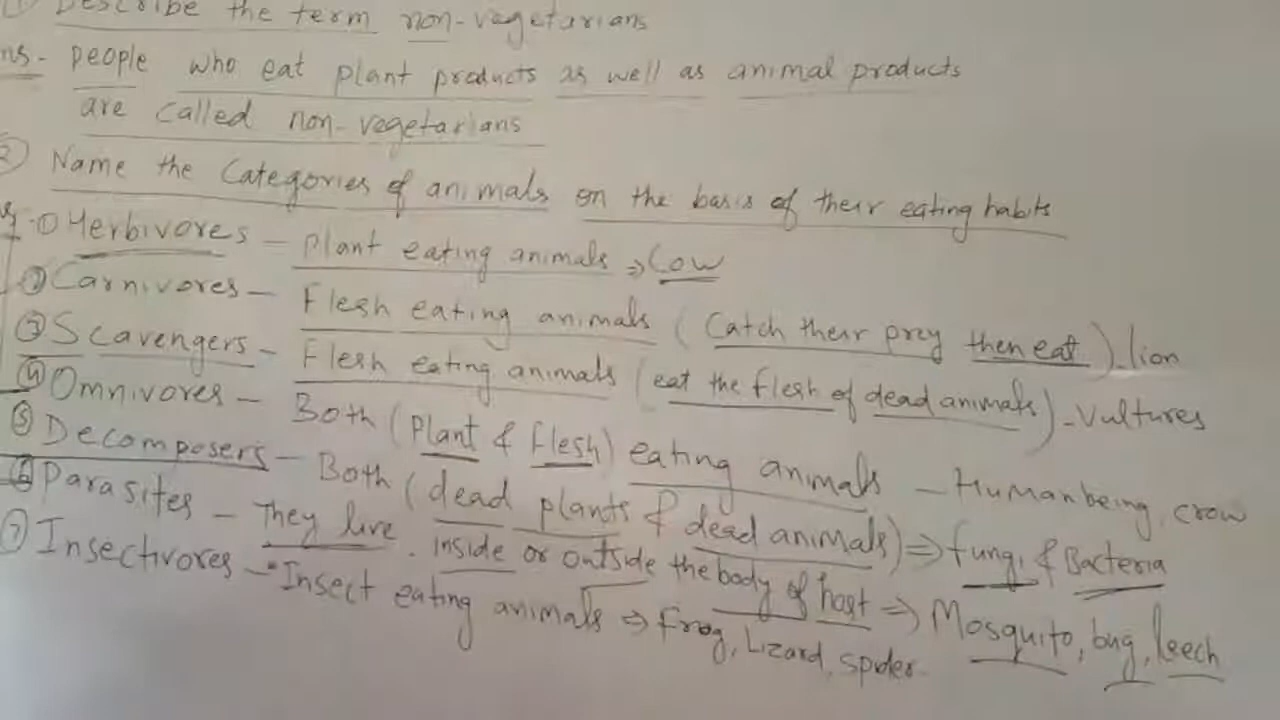 ① Describe the term non-vegetarians
ns- people who eat plant products as well as animal products
are called non-vegetarians
② Name the Categories of animals on the basis of their eating habits
① Herbivores - Plant eating animals ⇒ Cow
② Carnivores - Flesh eating animals (Catch their prey then eat) - lion
③ Scavengers - Flesh eating animals (eat the flesh of dead animals) - vultures
④ Omnivores - Both (plant & flesh) eating animals - Human being, crow
⑤ Decomposers - Both (dead plants & dead animals) ⇒ fungi & Bacteria
⑥ Parasites - They live inside or outside the body of host ⇒ Mosquito, bug, leech
⑦ Insectivores - Insect eating animals ⇒ Frog, Lizard, spider.